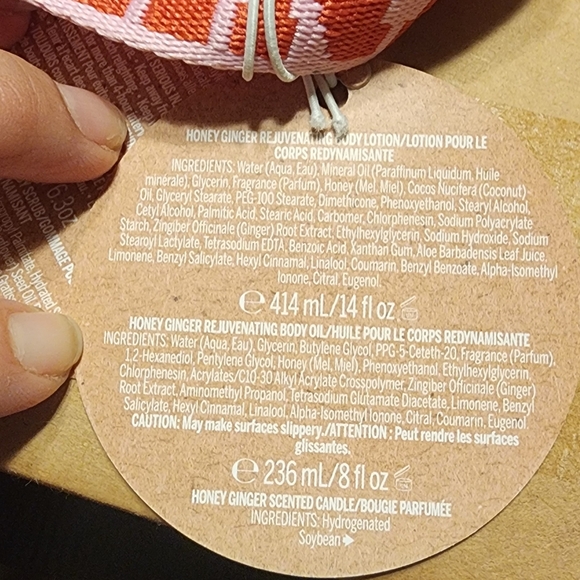 HONEY GINGER REJUVENATING BODY LOTION/LOTION POUR LE
CORPS REDYNAMISANTE
INGREDIENTS: Water (Aqua, Eau), Mineral Oil (Paraffinum Liquidum, Huile
minérale), Glycerin, Fragrance (Parfum), Honey (Mel, Miel), Cocos Nucifera (Coconut)
Oil, Glyceryl Stearate, PEG-100 Stearate, Dimethicone, Phenoxyethanol, Stearyl Alcohol,
Cetyl Alcohol, Palmitic Acid, Stearic Acid, Carbomer, Chlorphenesin, Sodium Polyacrylate
Starch, Zingiber Officinale (Ginger) Root Extract, Ethylhexylglycerin, Sodium Hydroxide, Sodium
Stearoyl Lactylate, Tetrasodium EDTA, Benzoic Acid, Xanthan Gum, Aloe Barbadensis Leaf Juice,
Limonene, Benzyl Salicylate, Hexyl Cinnamal, Linalool, Coumarin, Benzyl Benzoate, Alpha-Isomethyl
Ionone, Citral, Eugenol.
℮ 414 mL/14 fl oz
HONEY GINGER REJUVENATING BODY OIL/HUILE POUR LE CORPS REDYNAMISANTE
INGREDIENTS: Water (Aqua, Eau), Glycerin, Butylene Glycol, PPG-5-Ceteth-20, Fragrance (Parfum),
1,2-Hexanediol, Pentylene Glycol, Honey (Mel, Miel), Phenoxyethanol, Ethylhexylglycerin,
Chlorphenesin, Acrylates/C10-30 Alkyl Acrylate Crosspolymer, Zingiber Officinale (Ginger)
Root Extract, Aminomethyl Propanol, Tetrasodium Glutamate Diacetate, Limonene, Benzyl
Salicylate, Hexyl Cinnamal, Linalool, Alpha-Isomethyl Ionone, Citral, Coumarin, Eugenol.
CAUTION: May make surfaces slippery./ATTENTION : Peut rendre les surfaces
glissantes.
℮ 236 mL/8 fl oz
HONEY GINGER SCENTED CANDLE/BOUGIE PARFUMÉE
INGREDIENTS: Hydrogenated
Soybean